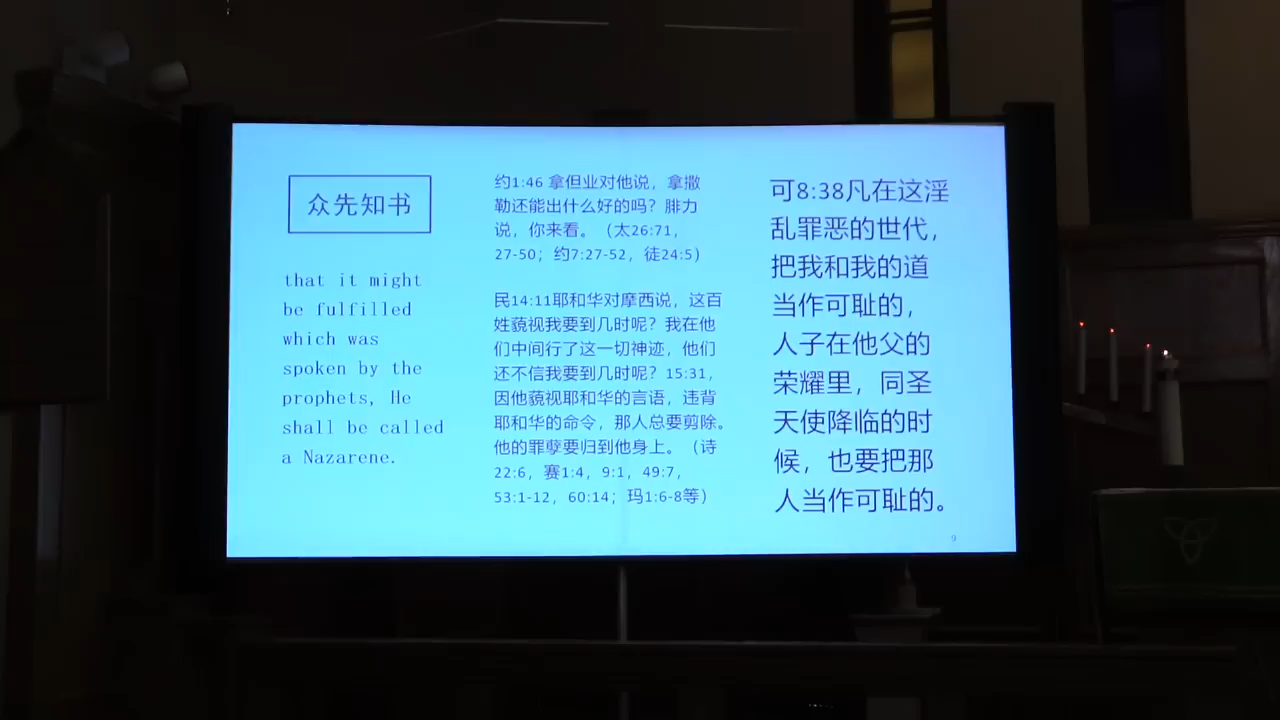 众先知书
that it might
be fulfilled
which was
spoken by the
prophets, He
shall be called
a Nazarene.
约1:46 拿但业对他说，拿撒
勒还能出什么好的吗？腓力
说，你来看。（太26:71，
27-50；约7:27-52，徒24:5）
民14:11耶和华对摩西说，这百
姓藐视我要到几时呢？我在他
们中间行了这一切神迹，他们
还不信我要到几时呢？15:31，
因他藐视耶和华的言语，违背
耶和华的命令，那人总要剪除。
他的罪孽要归到他身上。（诗
22:6，赛1:4，9:1，49:7，
53:1-12，60:14；玛1:6-8等）
可8:38凡在这淫
乱罪恶的世代，
把我和我的道
当作可耻的，
人子在他父的
荣耀里，同圣
天使降临的时
候，也要把那
人当作可耻的。
9